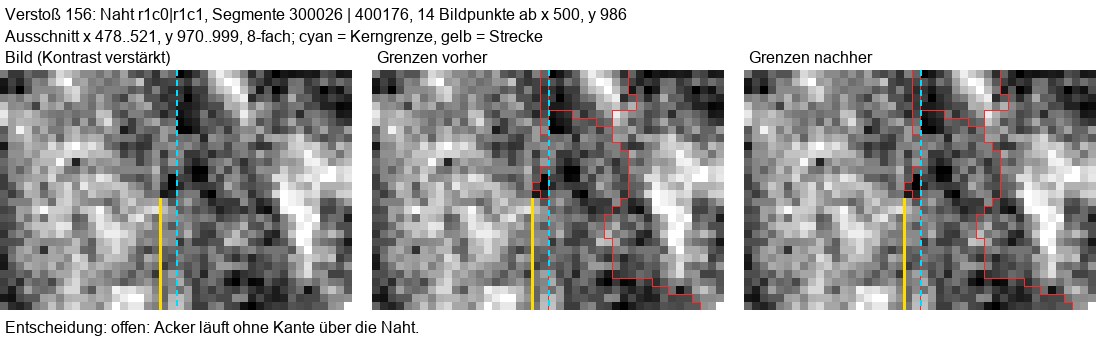 Verstoß 156: Naht r1c0|r1c1, Segmente 300026 | 400176, 14 Bildpunkte ab x 500, y 986
Ausschnitt x 478..521, y 970..999, 8-fach; cyan = Kerngrenze, gelb = Strecke
Bild (Kontrast verstärkt)
Grenzen vorher
Grenzen nachher
Entscheidung: offen: Acker läuft ohne Kante über die Naht.